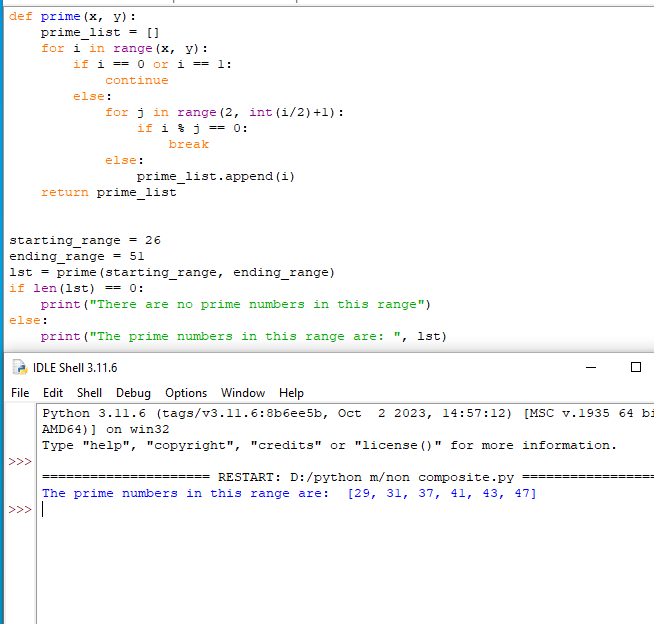 def prime(x, y):
    prime_list = []
    for i in range(x, y):
        if i == 0 or i == 1:
            continue
        else:
            for j in range(2, int(i/2)+1):
                if i % j == 0:
                    break
            else:
                prime_list.append(i)
    return prime_list
starting_range = 26
ending_range = 51
lst = prime(starting_range, ending_range)
if len(lst) == 0:
    print("There are no prime numbers in this range")
else:
    print("The prime numbers in this range are: ", lst)
IDLE Shell 3.11.6
File Edit Shell Debug Options Window Help
Python 3.11.6 (tags/v3.11.6:8b6ee5b, Oct  2 2023, 14:57:12) [MSC v.1935 64 bi
AMD64)] on win32
Type "help", "copyright", "credits" or "license()" for more information.
>>>
===================== RESTART: D:/python m/non composite.py =================
The prime numbers in this range are:  [29, 31, 37, 41, 43, 47]
>>>